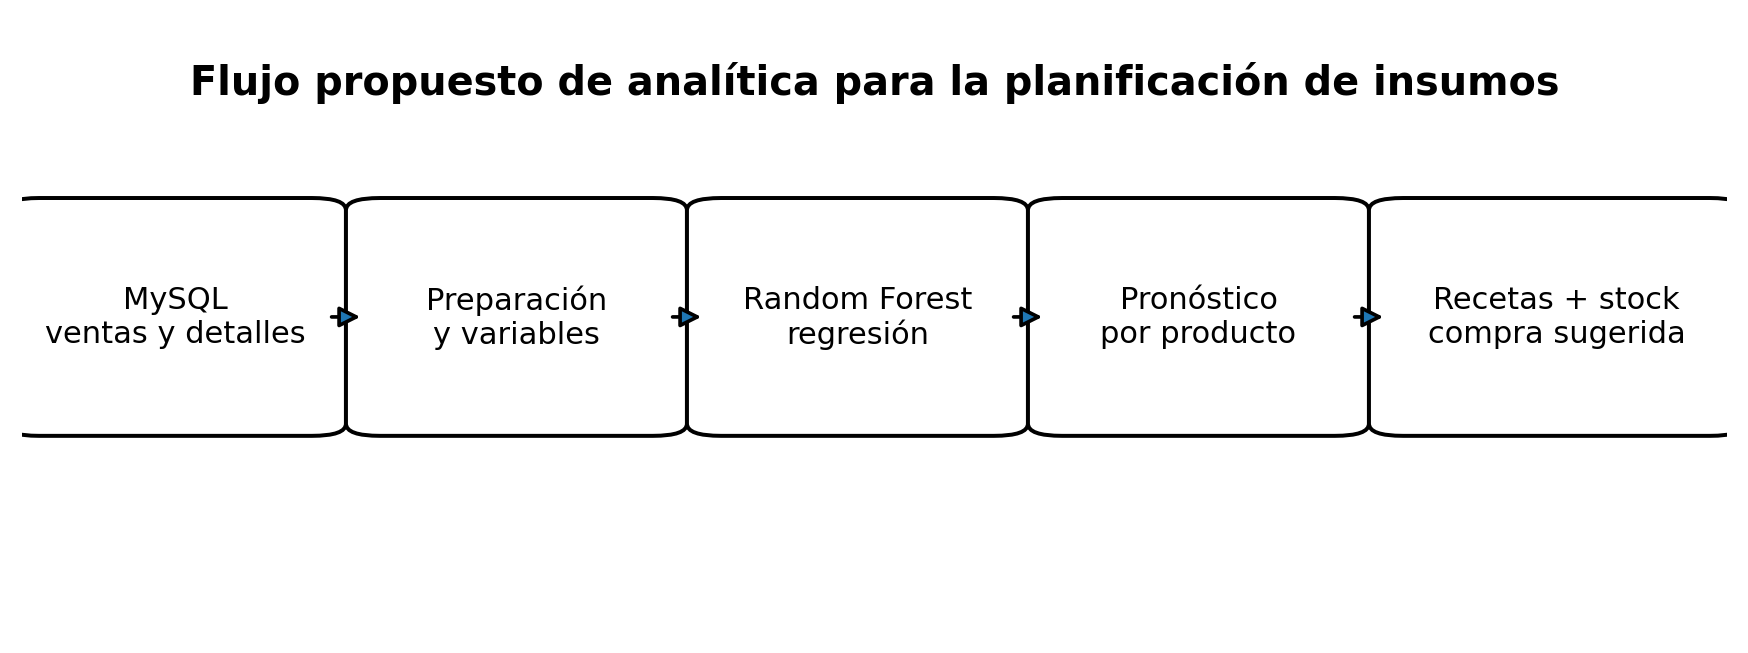 Flujo propuesto de analítica para la planificación de insumos
MySQL
ventas y detalles
Preparación
y variables
Random Forest
regresión
Pronóstico
por producto
Recetas + stock
compra sugerida